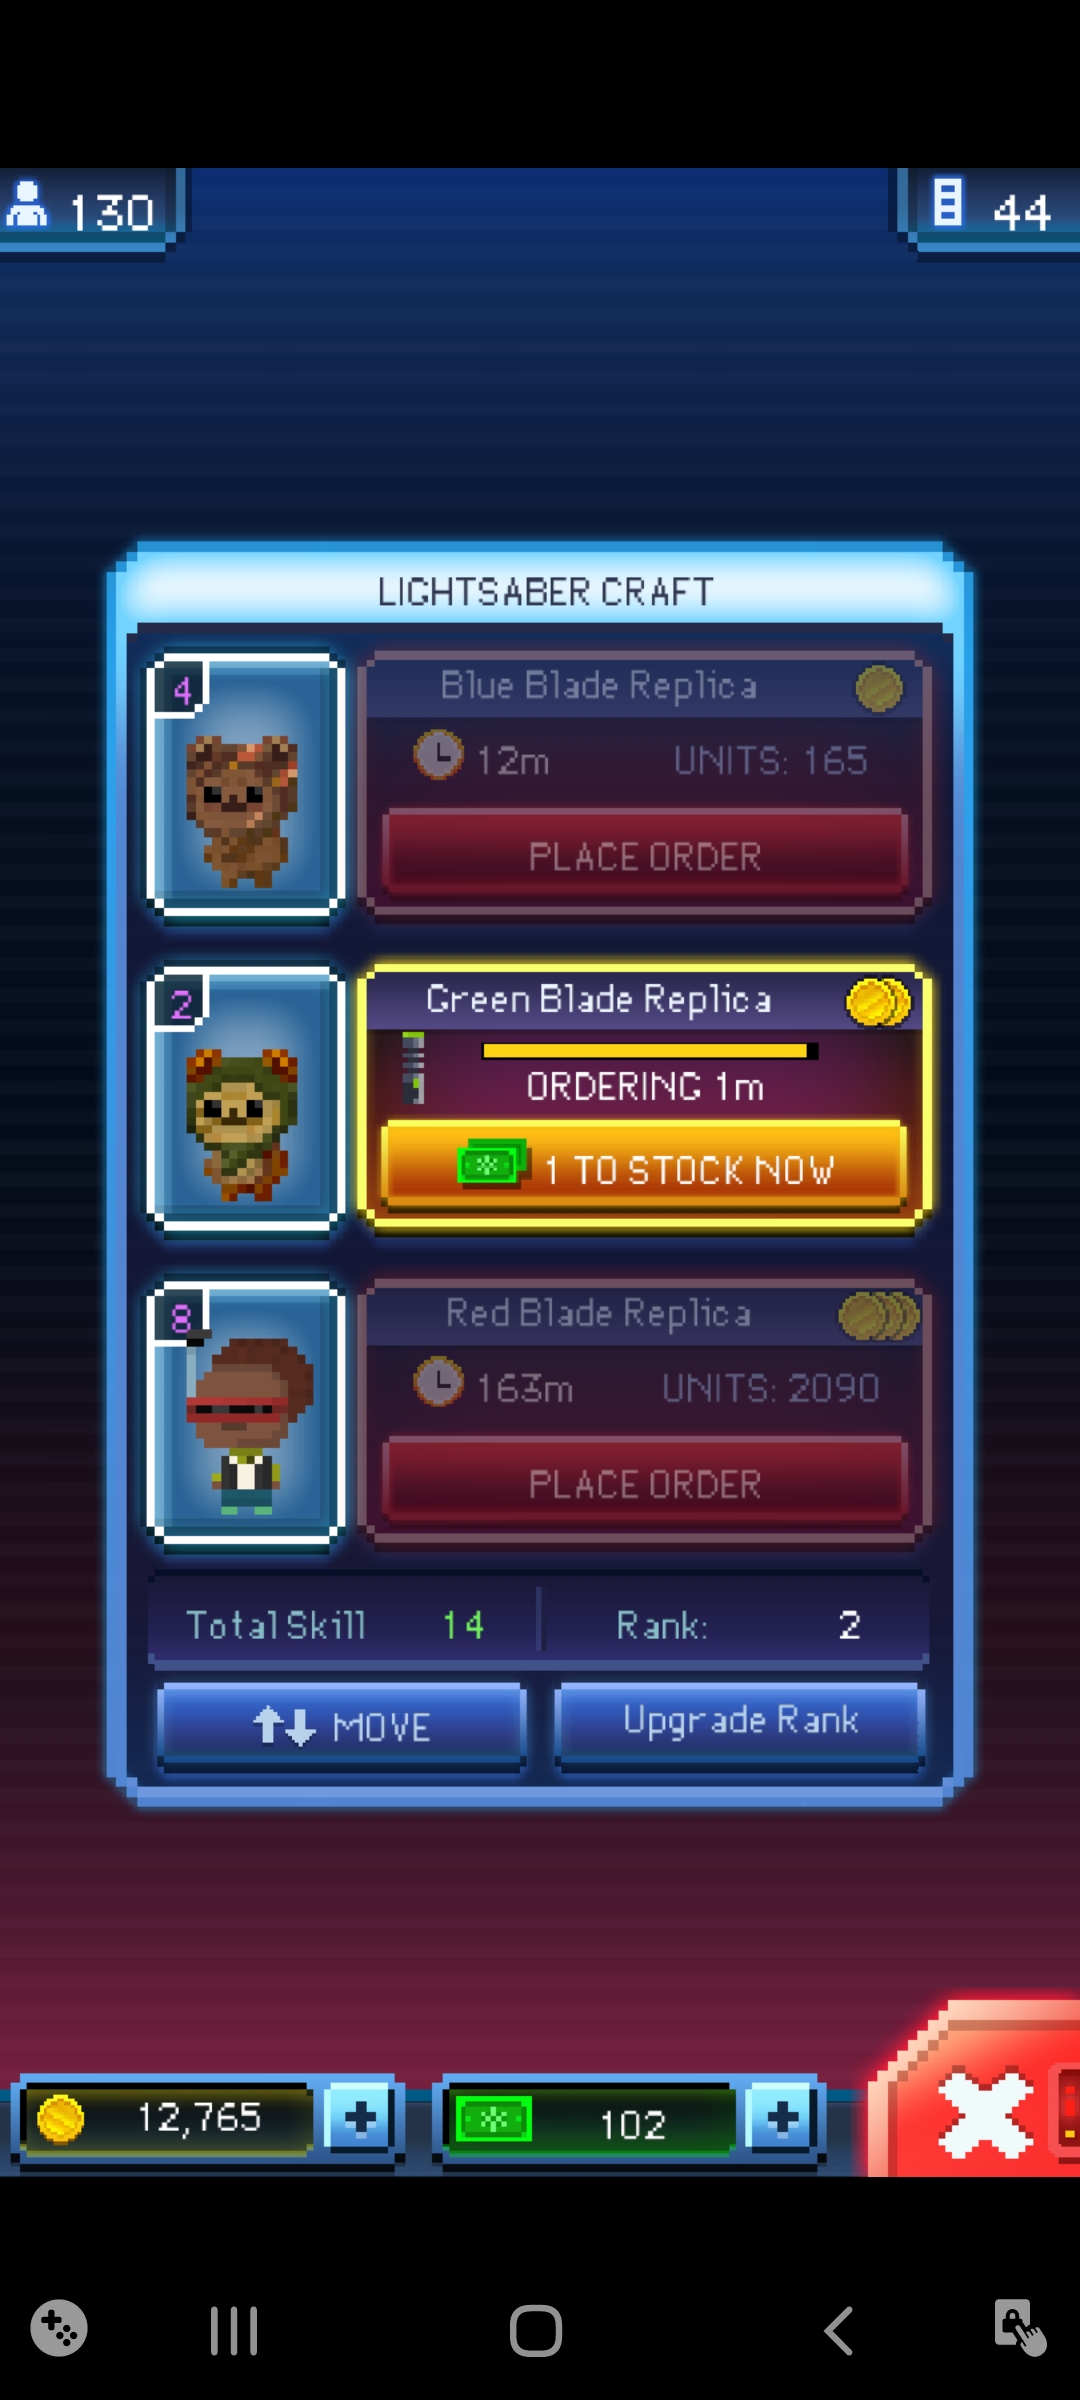 130
44
LIGHTSABER CRAFT
4
Blue Blade Replica
12m UNITS: 165
PLACE ORDER
2
Green Blade Replica
ORDERING 1m
1 TO STOCK NOW
8
Red Blade Replica
163m UNITS: 2090
PLACE ORDER
Total Skill 14 Rank: 2
MOVE Upgrade Rank
12,765 102